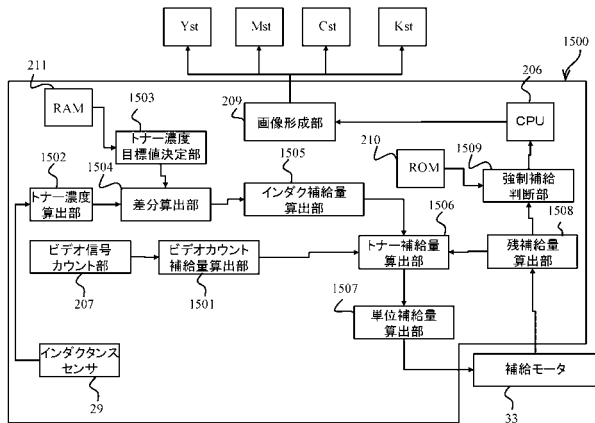 Yst
Mst
Cst
Kst
1500
211
RAM
1503
トナー濃度
目標値決定部
209
画像形成部
206
CPU
1502
トナー濃度
算出部
1504
差分算出部
1505
インダク補給量
算出部
210
ROM
1509
強制補給
判断部
ビデオ信号
カウント部
207
ビデオカウント
補給量算出部
1501
1506
トナー補給量
算出部
1508
残補給量
算出部
1507
単位補給量
算出部
インダクタンス
センサ
29
補給モータ
33